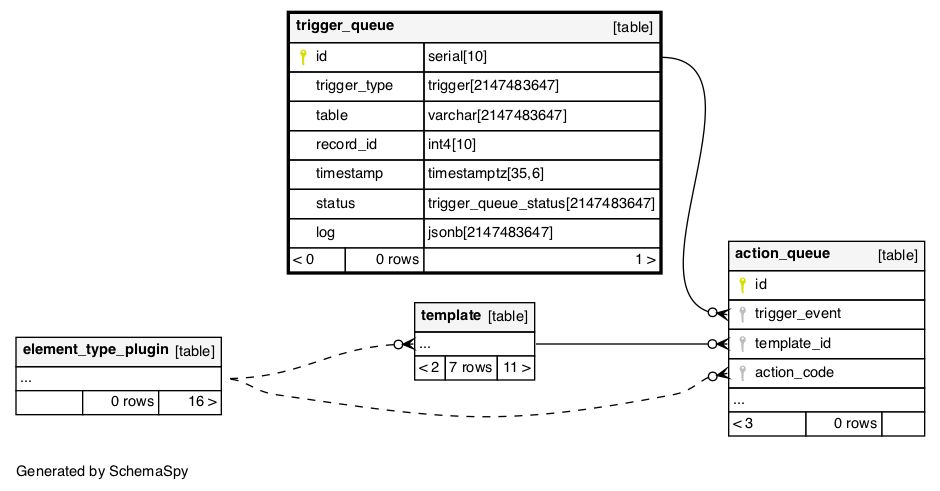 trigger_queue [table]
id serial[10]
trigger_type trigger[2147483647]
table varchar[2147483647]
record_id int4[10]
timestamp timestamptz[35,6]
status trigger_queue_status[2147483647]
log jsonb[2147483647]
< 0 0 rows 1 >
action_queue [table]
id
trigger_event
template_id
action_code
...
< 3 0 rows
template [table]
...
< 2 7 rows 11 >
element_type_plugin [table]
...
0 rows 16 >
Generated by SchemaSpy